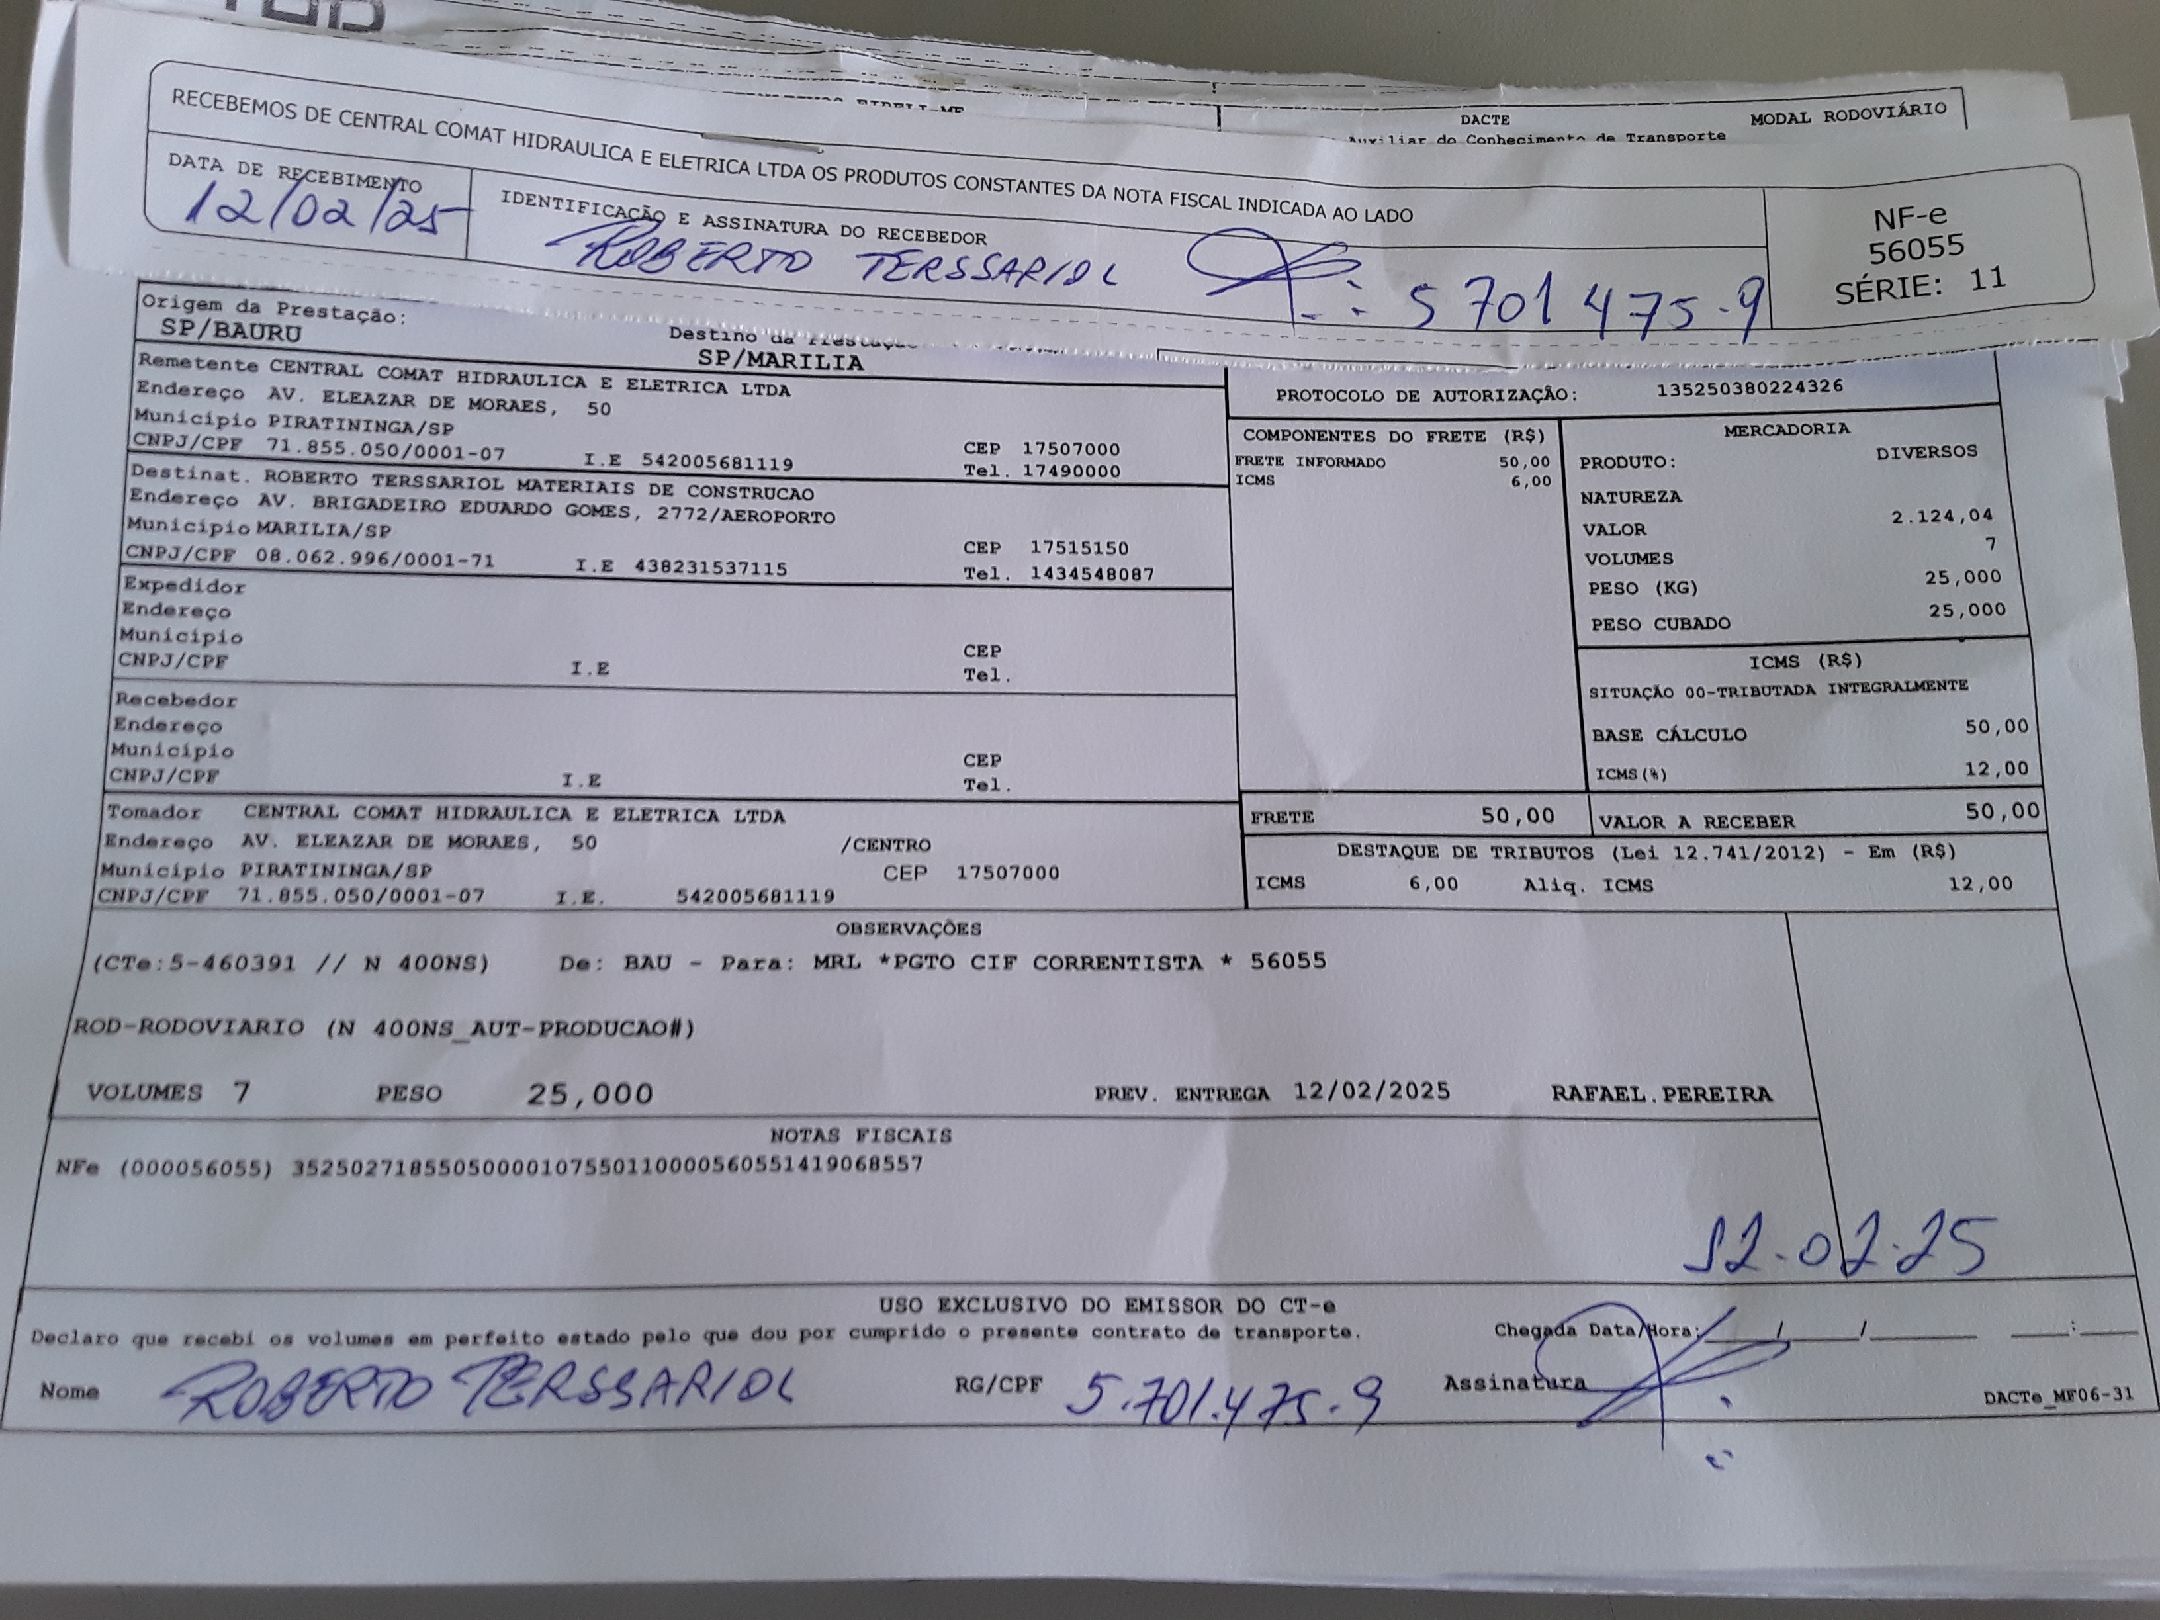 RECEBEMOS DE CENTRAL COMAT HIDRAULICA E ELETRICA LTDA OS PRODUTOS CONSTANTES DA NOTA FISCAL INDICADA AO LADO
DATA DE RECEBIMENTO
12/02/25
IDENTIFICAÇÃO E ASSINATURA DO RECEBEDOR
ROBERTO TERSSARIOL 5701475-9
NF-e
56055
SÉRIE: 11
DACTE
MODAL RODOVIÁRIO
Auxiliar do Conhecimento de Transporte
Origem da Prestação:
SP/BAURU
Destino da Prestação
SP/MARILIA
Remetente CENTRAL COMAT HIDRAULICA E ELETRICA LTDA
Endereço AV. ELEAZAR DE MORAES, 50
Município PIRATININGA/SP
CEP 17507000
CNPJ/CPF 71.855.050/0001-07 I.E 542005681119 Tel. 17490000
Destinat. ROBERTO TERSSARIOL MATERIAIS DE CONSTRUCAO
Endereço AV. BRIGADEIRO EDUARDO GOMES, 2772/AEROPORTO
Município MARILIA/SP
CEP 17515150
CNPJ/CPF 08.062.996/0001-71 I.E 438231537115 Tel. 1434548087
Expedidor
Endereço
Município
CEP
CNPJ/CPF I.E Tel.
Recebedor
Endereço
Município
CEP
CNPJ/CPF I.E Tel.
Tomador CENTRAL COMAT HIDRAULICA E ELETRICA LTDA
Endereço AV. ELEAZAR DE MORAES, 50 /CENTRO
Município PIRATININGA/SP CEP 17507000
CNPJ/CPF 71.855.050/0001-07 I.E. 542005681119
PROTOCOLO DE AUTORIZAÇÃO: 135250380224326
COMPONENTES DO FRETE (R$)
FRETE INFORMADO 50,00
ICMS 6,00
MERCADORIA
PRODUTO: DIVERSOS
NATUREZA
VALOR 2.124,04
VOLUMES 7
PESO (KG) 25,000
PESO CUBADO 25,000
ICMS (R$)
SITUAÇÃO 00-TRIBUTADA INTEGRALMENTE
BASE CÁLCULO 50,00
ICMS(%) 12,00
FRETE 50,00 VALOR A RECEBER 50,00
DESTAQUE DE TRIBUTOS (Lei 12.741/2012) - Em (R$)
ICMS 6,00 Aliq. ICMS 12,00
OBSERVAÇÕES
(CTe:5-460391 // N 400NS) De: BAU - Para: MRL *PGTO CIF CORRENTISTA * 56055
ROD-RODOVIARIO (N 400NS_AUT-PRODUCAO#)
VOLUMES 7 PESO 25,000 PREV. ENTREGA 12/02/2025 RAFAEL.PEREIRA
NOTAS FISCAIS
NFe (000056055) 35250271855050000107550110000560551419068557
12.02.25
USO EXCLUSIVO DO EMISSOR DO CT-e
Declaro que recebi os volumes em perfeito estado pelo que dou por cumprido o presente contrato de transporte. Chegada Data/Hora: / / :
Nome ROBERTO TERSSARIOL RG/CPF 5.701.475-9 Assinatura
DACTe_MF06-31